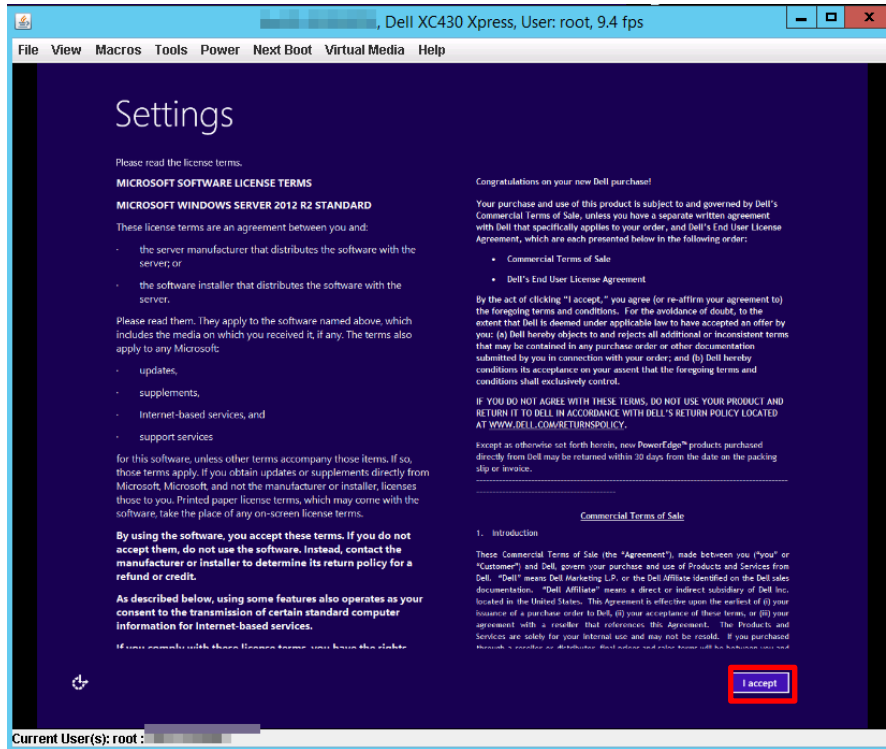 , Dell XC430 Xpress, User: root, 9.4 fps
File View Macros Tools Power Next Boot Virtual Media Help
Settings
Please read the license terms.
MICROSOFT SOFTWARE LICENSE TERMS
MICROSOFT WINDOWS SERVER 2012 R2 STANDARD
These license terms are an agreement between you and:
· the server manufacturer that distributes the software with the
server; or
· the software installer that distributes the software with the
server.
Please read them. They apply to the software named above, which
includes the media on which you received it, if any. The terms also
apply to any Microsoft:
· updates,
· supplements,
· Internet-based services, and
· support services
for this software, unless other terms accompany those items. If so,
those terms apply. If you obtain updates or supplements directly from
Microsoft, Microsoft, and not the manufacturer or installer, licenses
those to you. Printed paper license terms, which may come with the
software, take the place of any on-screen license terms.
By using the software, you accept these terms. If you do not
accept them, do not use the software. Instead, contact the
manufacturer or installer to determine its return policy for a
refund or credit.
As described below, using some features also operates as your
consent to the transmission of certain standard computer
information for Internet-based services.
If you comply with these license terms, you have the rights
Congratulations on your new Dell purchase!
Your purchase and use of this product is subject to and governed by Dell's
Commercial Terms of Sale, unless you have a separate written agreement
with Dell that specifically applies to your order, and Dell's End User License
Agreement, which are each presented below in the following order:
• Commercial Terms of Sale
• Dell's End User License Agreement
By the act of clicking "I accept," you agree (or re-affirm your agreement to)
the foregoing terms and conditions. For the avoidance of doubt, to the
extent that Dell is deemed under applicable law to have accepted an offer by
you: (a) Dell hereby objects to and rejects all additional or inconsistent terms
that may be contained in any purchase order or other documentation
submitted by you in connection with your order; and (b) Dell hereby
conditions its acceptance on your assent that the foregoing terms and
conditions shall exclusively control.
IF YOU DO NOT AGREE WITH THESE TERMS, DO NOT USE YOUR PRODUCT AND
RETURN IT TO DELL IN ACCORDANCE WITH DELL'S RETURN POLICY LOCATED
AT WWW.DELL.COM/RETURNSPOLICY.
Except as otherwise set forth herein, new PowerEdge™ products purchased
directly from Dell may be returned within 30 days from the date on the packing
slip or invoice.
Commercial Terms of Sale
1. Introduction
These Commercial Terms of Sale (the "Agreement"), made between you ("you" or
"Customer") and Dell, govern your purchase and use of Products and Services from
Dell. "Dell" means Dell Marketing L.P. or the Dell Affiliate identified on the Dell sales
documentation. "Dell Affiliate" means a direct or indirect subsidiary of Dell Inc.
located in the United States. This Agreement is effective upon the earliest of (i) your
issuance of a purchase order to Dell, (ii) your acceptance of these terms, or (iii) your
agreement with a reseller that references this Agreement. The Products and
Services are solely for your internal use and may not be resold. If you purchased
through a reseller or distributor, final prices and sales terms will be between you and
I accept
Current User(s): root :